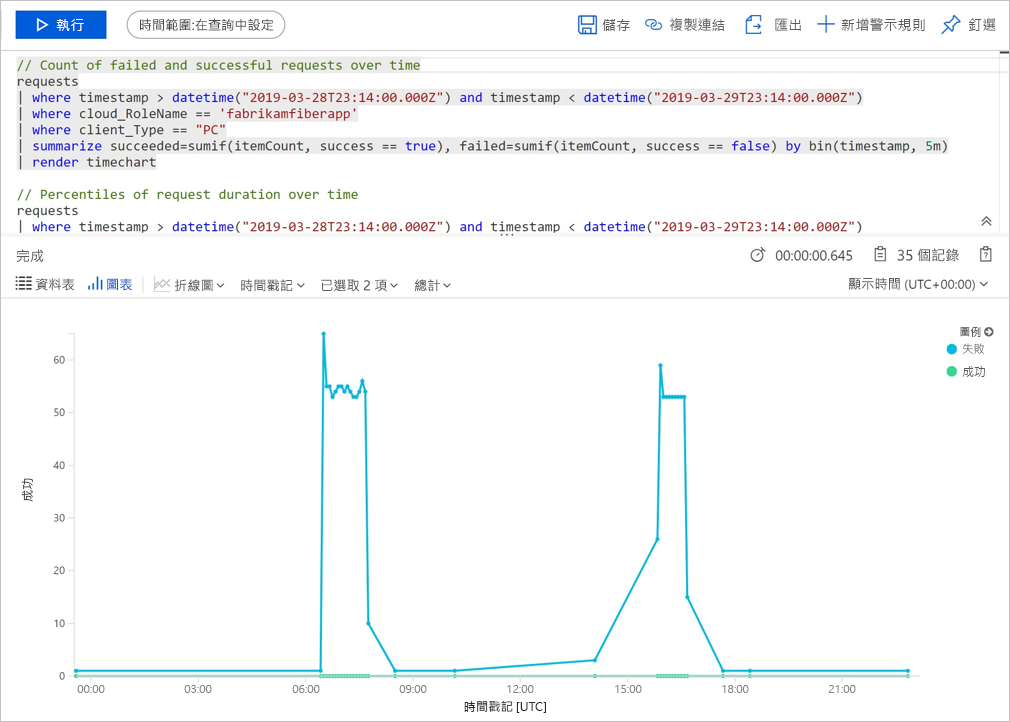 執行 時間範圍:在查詢中設定 儲存 複製連結 匯出 新增警示規則 釘選
// Count of failed and successful requests over time
requests
| where timestamp > datetime("2019-03-28T23:14:00.000Z") and timestamp < datetime("2019-03-29T23:14:00.000Z")
| where cloud_RoleName == 'fabrikamfiberapp'
| where client_Type == "PC"
| summarize succeeded=sumif(itemCount, success == true), failed=sumif(itemCount, success == false) by bin(timestamp, 5m)
| render timechart
// Percentiles of request duration over time
requests
| where timestamp > datetime("2019-03-28T23:14:00.000Z") and timestamp < datetime("2019-03-29T23:14:00.000Z")
完成 00:00:00.645 35 個記錄
資料表 圖表 折線圖 時間戳記 已選取 2 項 總計 顯示時間 (UTC+00:00)
圖例
失敗
成功
60
50
40
30
20
10
0
成功
00:00 03:00 06:00 09:00 12:00 15:00 18:00 21:00
時間戳記 [UTC]